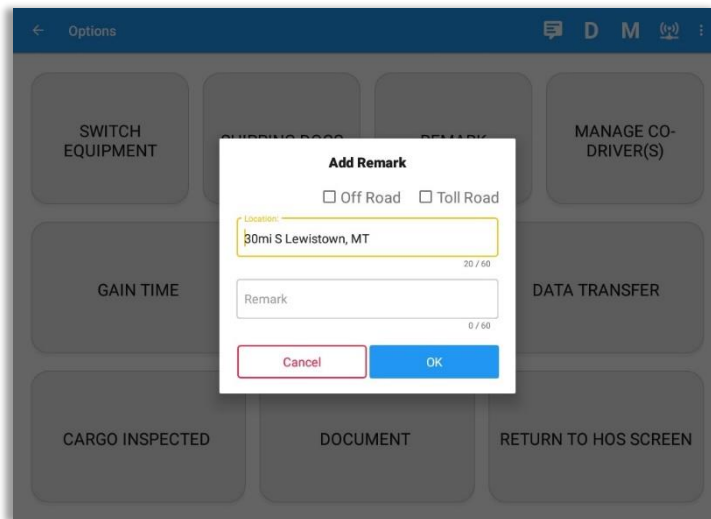 Options
D M
SWITCH
EQUIPMENT
MANAGE CO-
DRIVER(S)
Add Remark
Off Road
Toll Road
Location:
30mi S Lewistown, MT
20 / 60
GAIN TIME
Remark
DATA TRANSFER
0 / 60
Cancel
OK
CARGO INSPECTED
DOCUMENT
RETURN TO HOS SCREEN